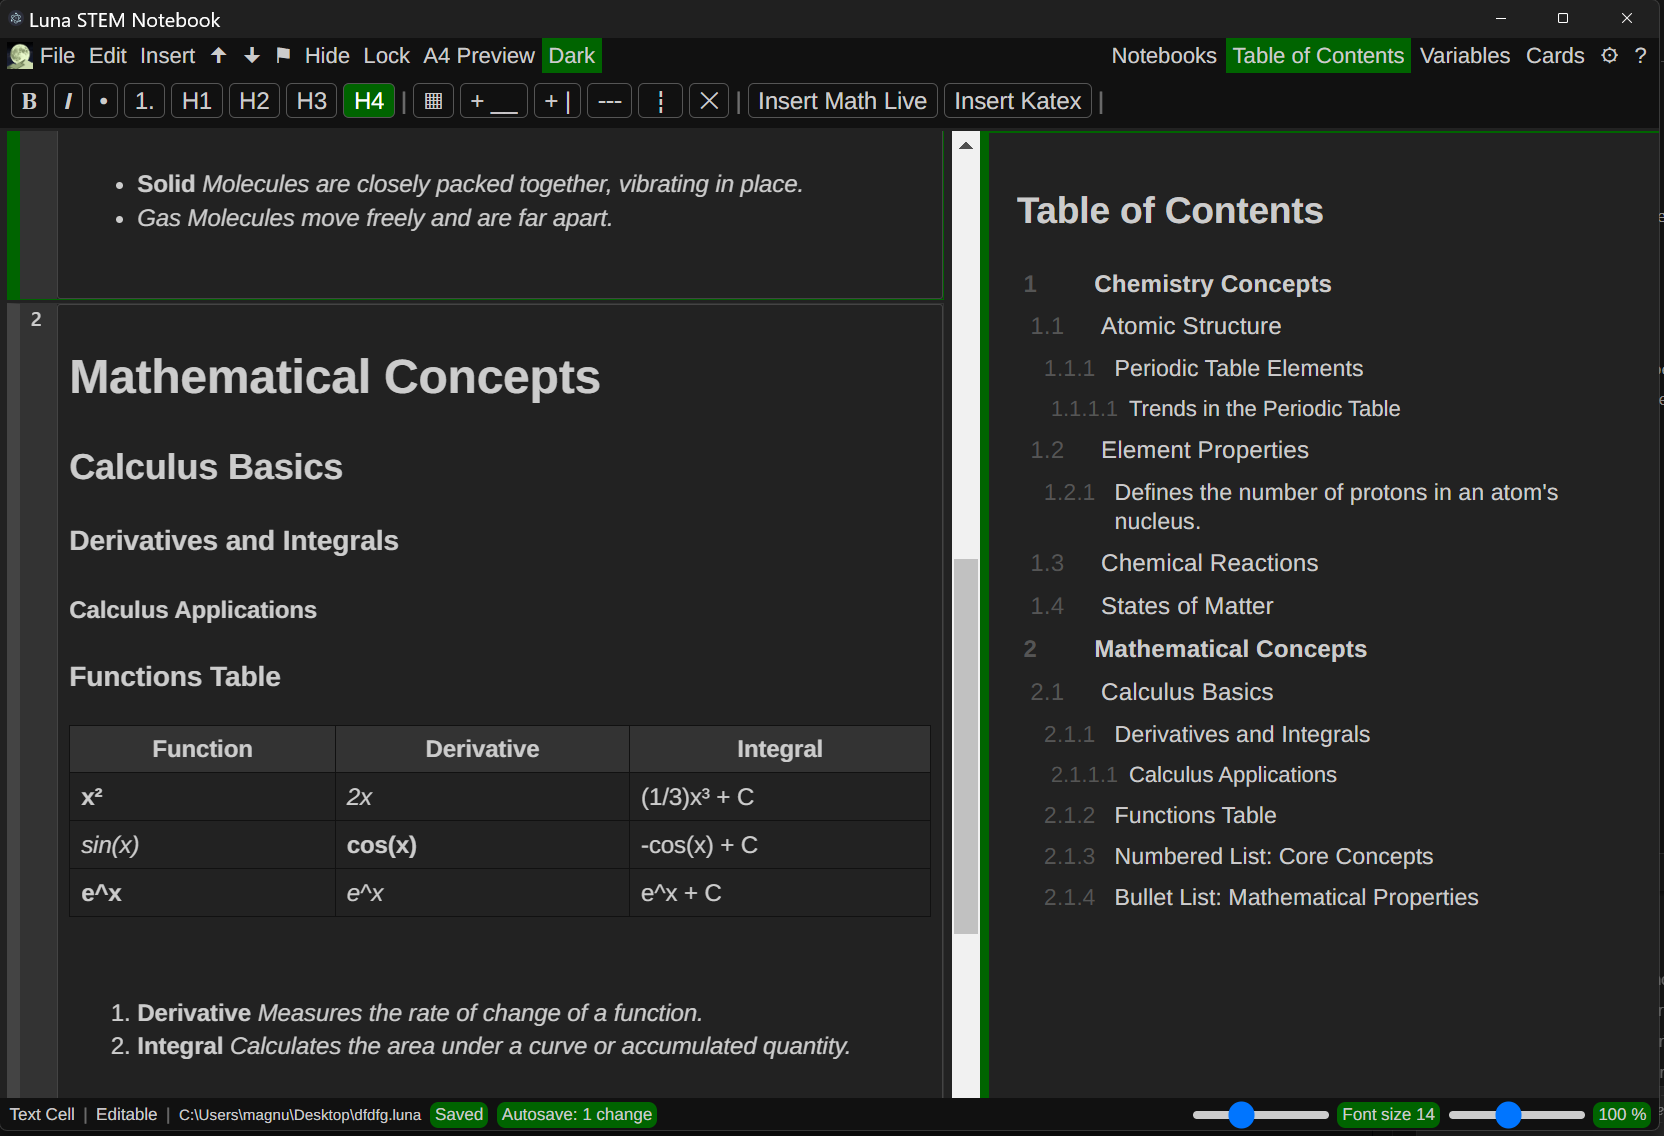 Luna STEM Notebook
File Edit Insert Hide Lock A4 Preview Dark Notebooks Table of Contents Variables Cards ?
B I • 1. H1 H2 H3 H4 | + __ + | --- | Insert Math Live Insert Katex |
• Solid Molecules are closely packed together, vibrating in place.
• Gas Molecules move freely and are far apart.
2
Mathematical Concepts
Calculus Basics
Derivatives and Integrals
Calculus Applications
Functions Table
Function Derivative Integral
x² 2x (1/3)x³ + C
sin(x) cos(x) -cos(x) + C
e^x e^x e^x + C
1. Derivative Measures the rate of change of a function.
2. Integral Calculates the area under a curve or accumulated quantity.
Table of Contents
1 Chemistry Concepts
1.1 Atomic Structure
1.1.1 Periodic Table Elements
1.1.1.1 Trends in the Periodic Table
1.2 Element Properties
1.2.1 Defines the number of protons in an atom's
nucleus.
1.3 Chemical Reactions
1.4 States of Matter
2 Mathematical Concepts
2.1 Calculus Basics
2.1.1 Derivatives and Integrals
2.1.1.1 Calculus Applications
2.1.2 Functions Table
2.1.3 Numbered List: Core Concepts
2.1.4 Bullet List: Mathematical Properties
Text Cell | Editable | C:\Users\magnu\Desktop\dfdfg.luna Saved Autosave: 1 change Font size 14 100 %